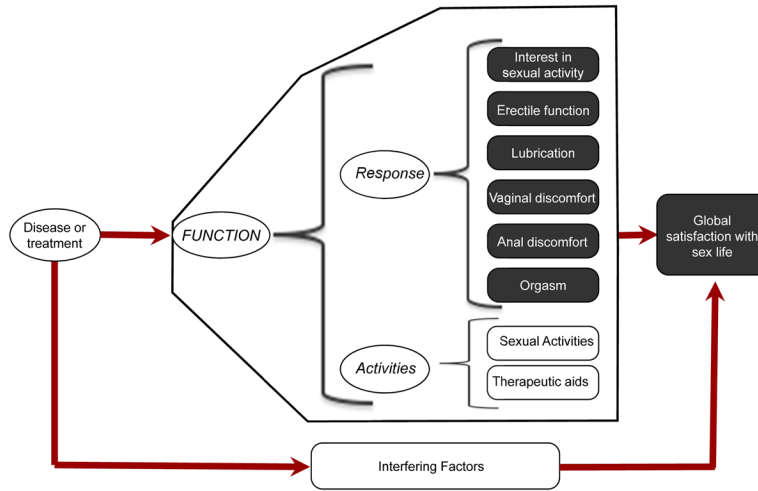 Disease or
treatment
FUNCTION
Response
Interest in
sexual activity
Erectile function
Lubrication
Vaginal discomfort
Anal discomfort
Orgasm
Activities
Sexual Activities
Therapeutic aids
Global
satisfaction with
sex life
Interfering Factors